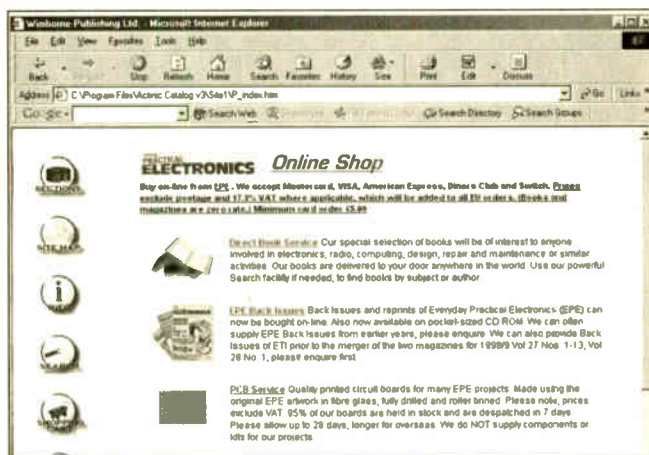 Wimborne Publishing Ltd. - Microsoft Internet Explorer
File Edit View Favorites Tools Help
Back Stop Refresh Home Search Favorites History Size Print Edit Discuss
Address C:\Program Files\Actinic Catalog v3\Site1\P_index.htm Go Links
Google Search Web Search Directory Search Groups
SECTIONS
SITE MAP
INFO
SEARCH
SHOPPING
PRACTICAL
ELECTRONICS Online Shop
Buy on-line from EPE. We accept Mastercard, VISA, American Express, Diners Club and Switch. Prices
exclude postage and 17.5% VAT where applicable, which will be added to all EU orders. (Books and
magazines are zero rate.) Minimum card order £5.00
Direct Book Service Our special selection of books will be of interest to anyone
involved in electronics, radio, computing, design, repair and maintenance or similar
activities. Our books are delivered to your door anywhere in the world. Use our powerful
Search facility if needed, to find books by subject or author.
EPE Back Issues Back Issues and reprints of Everyday Practical Electronics (EPE) can
now be bought on-line. Also now available on pocket-sized CD ROM. We can often
supply EPE Back Issues from earlier years, please enquire. We can also provide Back
Issues of ETI prior to the merger of the two magazines for 1998/9 Vol 27 Nos. 1-13, Vol
28 No. 1, please enquire first
PCB Service Quality printed circuit boards for many EPE projects. Made using the
original EPE artwork in fibre glass, fully drilled and roller tinned. Please note, prices
exclude VAT. 95% of our boards are held in stock and are despatched in 7 days.
Please allow up to 28 days, longer for overseas. We do NOT supply components or
kits for our projects